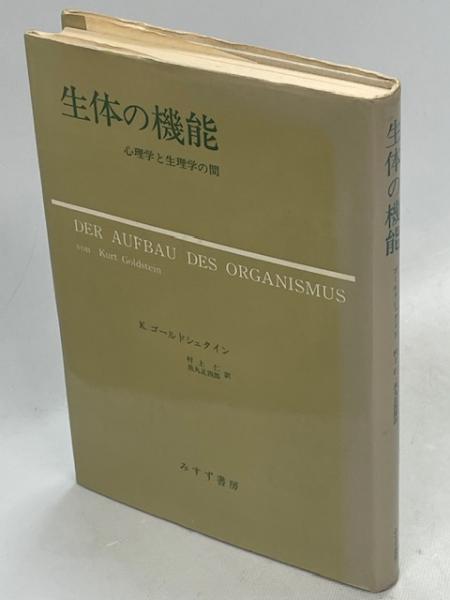 生体の機能
心理学と生理学の間
DER AUFBAU DES ORGANISMUS
von Kurt Goldstein
K.ゴールドシュタイン
村上仁
黒丸正四郎 訳
みすず書房
生体の機能